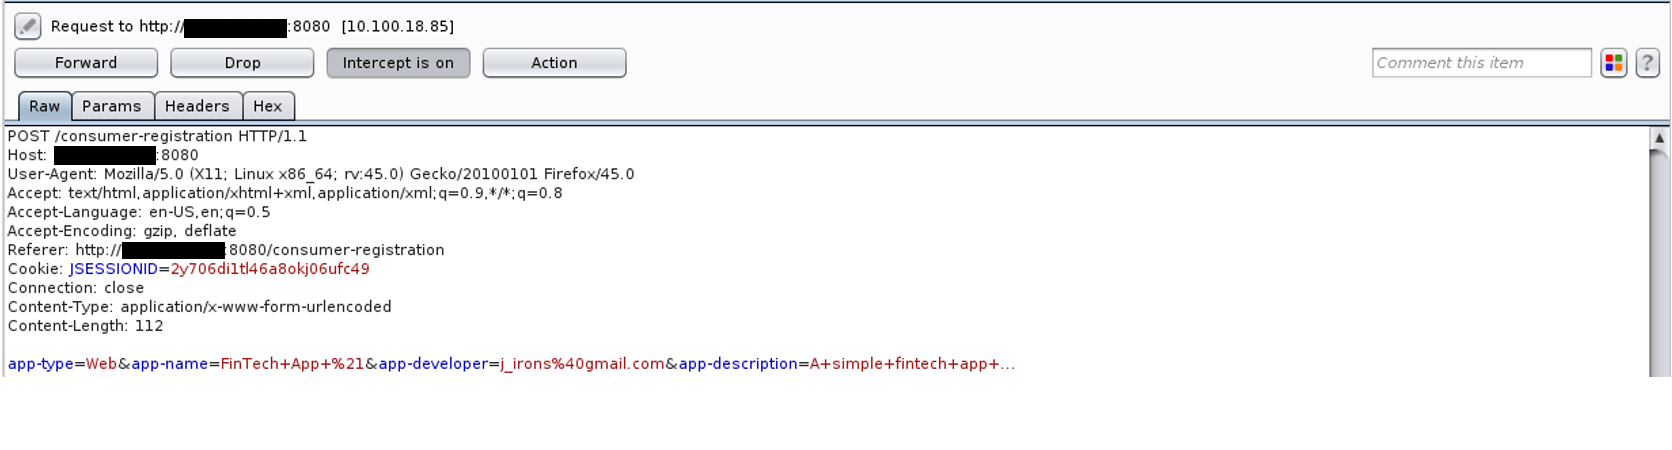 Request to http:// :8080 [10.100.18.85]
Forward Drop Intercept is on Action Comment this item ?
Raw Params Headers Hex
POST /consumer-registration HTTP/1.1
Host: :8080
User-Agent: Mozilla/5.0 (X11; Linux x86_64; rv:45.0) Gecko/20100101 Firefox/45.0
Accept: text/html,application/xhtml+xml,application/xml;q=0.9,*/*;q=0.8
Accept-Language: en-US,en;q=0.5
Accept-Encoding: gzip, deflate
Referer: http:// :8080/consumer-registration
Cookie: JSESSIONID=2y706di1tl46a8okj06ufc49
Connection: close
Content-Type: application/x-www-form-urlencoded
Content-Length: 112
app-type=Web&app-name=FinTech+App+%21&app-developer=j_irons%40gmail.com&app-description=A+simple+fintech+app+...